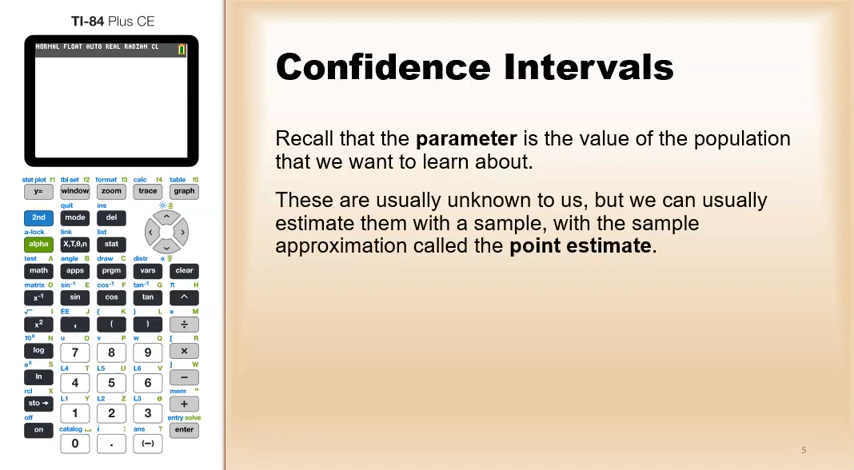 TI-84 Plus CE
NORMAL FLOAT AUTO REAL RADIAN CL
stat plot f1 tbl set f2 format f3 calc f4 table f5
y= window zoom trace graph
quit ins
2nd mode del
a-lock link list
alpha X,T,θ,n stat
test A angle B draw C distr
math apps prgm vars clear
matrix D sin⁻¹ E cos⁻¹ F tan⁻¹ G π H
x⁻¹ sin cos tan ^
√ I EE J { K } L e M
x² , ( ) ÷
10ˣ N u O v P w Q [ R
log 7 8 9 ×
eˣ S L4 T L5 U L6 V ] W
ln 4 5 6 −
rcl X L1 Y L2 Z L3 θ mem "
sto→ 1 2 3 +
off catalog i : ans ? entry solve
on 0 . (−) enter
Confidence Intervals
Recall that the parameter is the value of the population
that we want to learn about.
These are usually unknown to us, but we can usually
estimate them with a sample, with the sample
approximation called the point estimate.
5